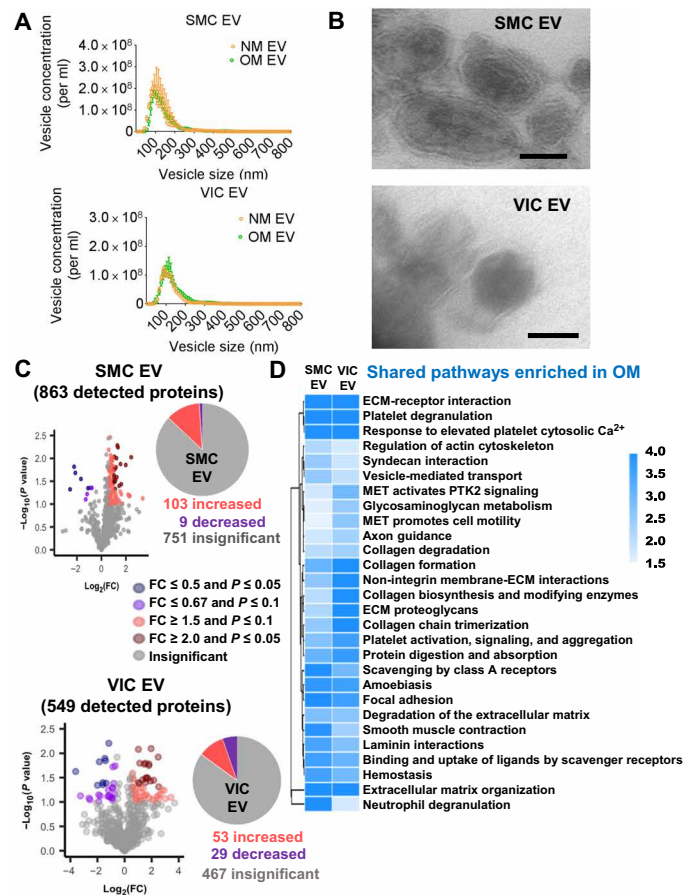 A
SMC EV
Vesicle concentration
(per ml)
4.0 × 10⁸
3.0 × 10⁸
2.0 × 10⁸
1.0 × 10⁸
0
NM EV
OM EV
100
200
300
400
500
600
700
800
Vesicle size (nm)
VIC EV
Vesicle concentration
(per ml)
3.0 × 10⁸
2.0 × 10⁸
1.0 × 10⁸
0
NM EV
OM EV
100
200
300
400
500
600
700
800
Vesicle size (nm)
B
SMC EV
VIC EV
C
SMC EV
(863 detected proteins)
−Log₁₀(P value)
2.5
2.0
1.5
1.0
0.5
0.0
−2
0
2
4
Log₂(FC)
SMC
EV
103 increased
9 decreased
751 insignificant
FC ≤ 0.5 and P ≤ 0.05
FC ≤ 0.67 and P ≤ 0.1
FC ≥ 1.5 and P ≤ 0.1
FC ≥ 2.0 and P ≤ 0.05
Insignificant
VIC EV
(549 detected proteins)
−Log₁₀(P value)
2.5
2.0
1.5
1.0
0.5
0.0
−4
−2
0
2
4
Log₂(FC)
VIC
EV
53 increased
29 decreased
467 insignificant
D
SMC VIC
EV EV
Shared pathways enriched in OM
ECM-receptor interaction
Platelet degranulation
Response to elevated platelet cytosolic Ca²⁺
Regulation of actin cytoskeleton
Syndecan interaction
Vesicle-mediated transport
MET activates PTK2 signaling
Glycosaminoglycan metabolism
MET promotes cell motility
Axon guidance
Collagen degradation
Collagen formation
Non-integrin membrane-ECM interactions
Collagen biosynthesis and modifying enzymes
ECM proteoglycans
Collagen chain trimerization
Platelet activation, signaling, and aggregation
Protein digestion and absorption
Scavenging by class A receptors
Amoebiasis
Focal adhesion
Degradation of the extracellular matrix
Smooth muscle contraction
Laminin interactions
Binding and uptake of ligands by scavenger receptors
Hemostasis
Extracellular matrix organization
Neutrophil degranulation
4.0
3.5
3.0
2.5
2.0
1.5